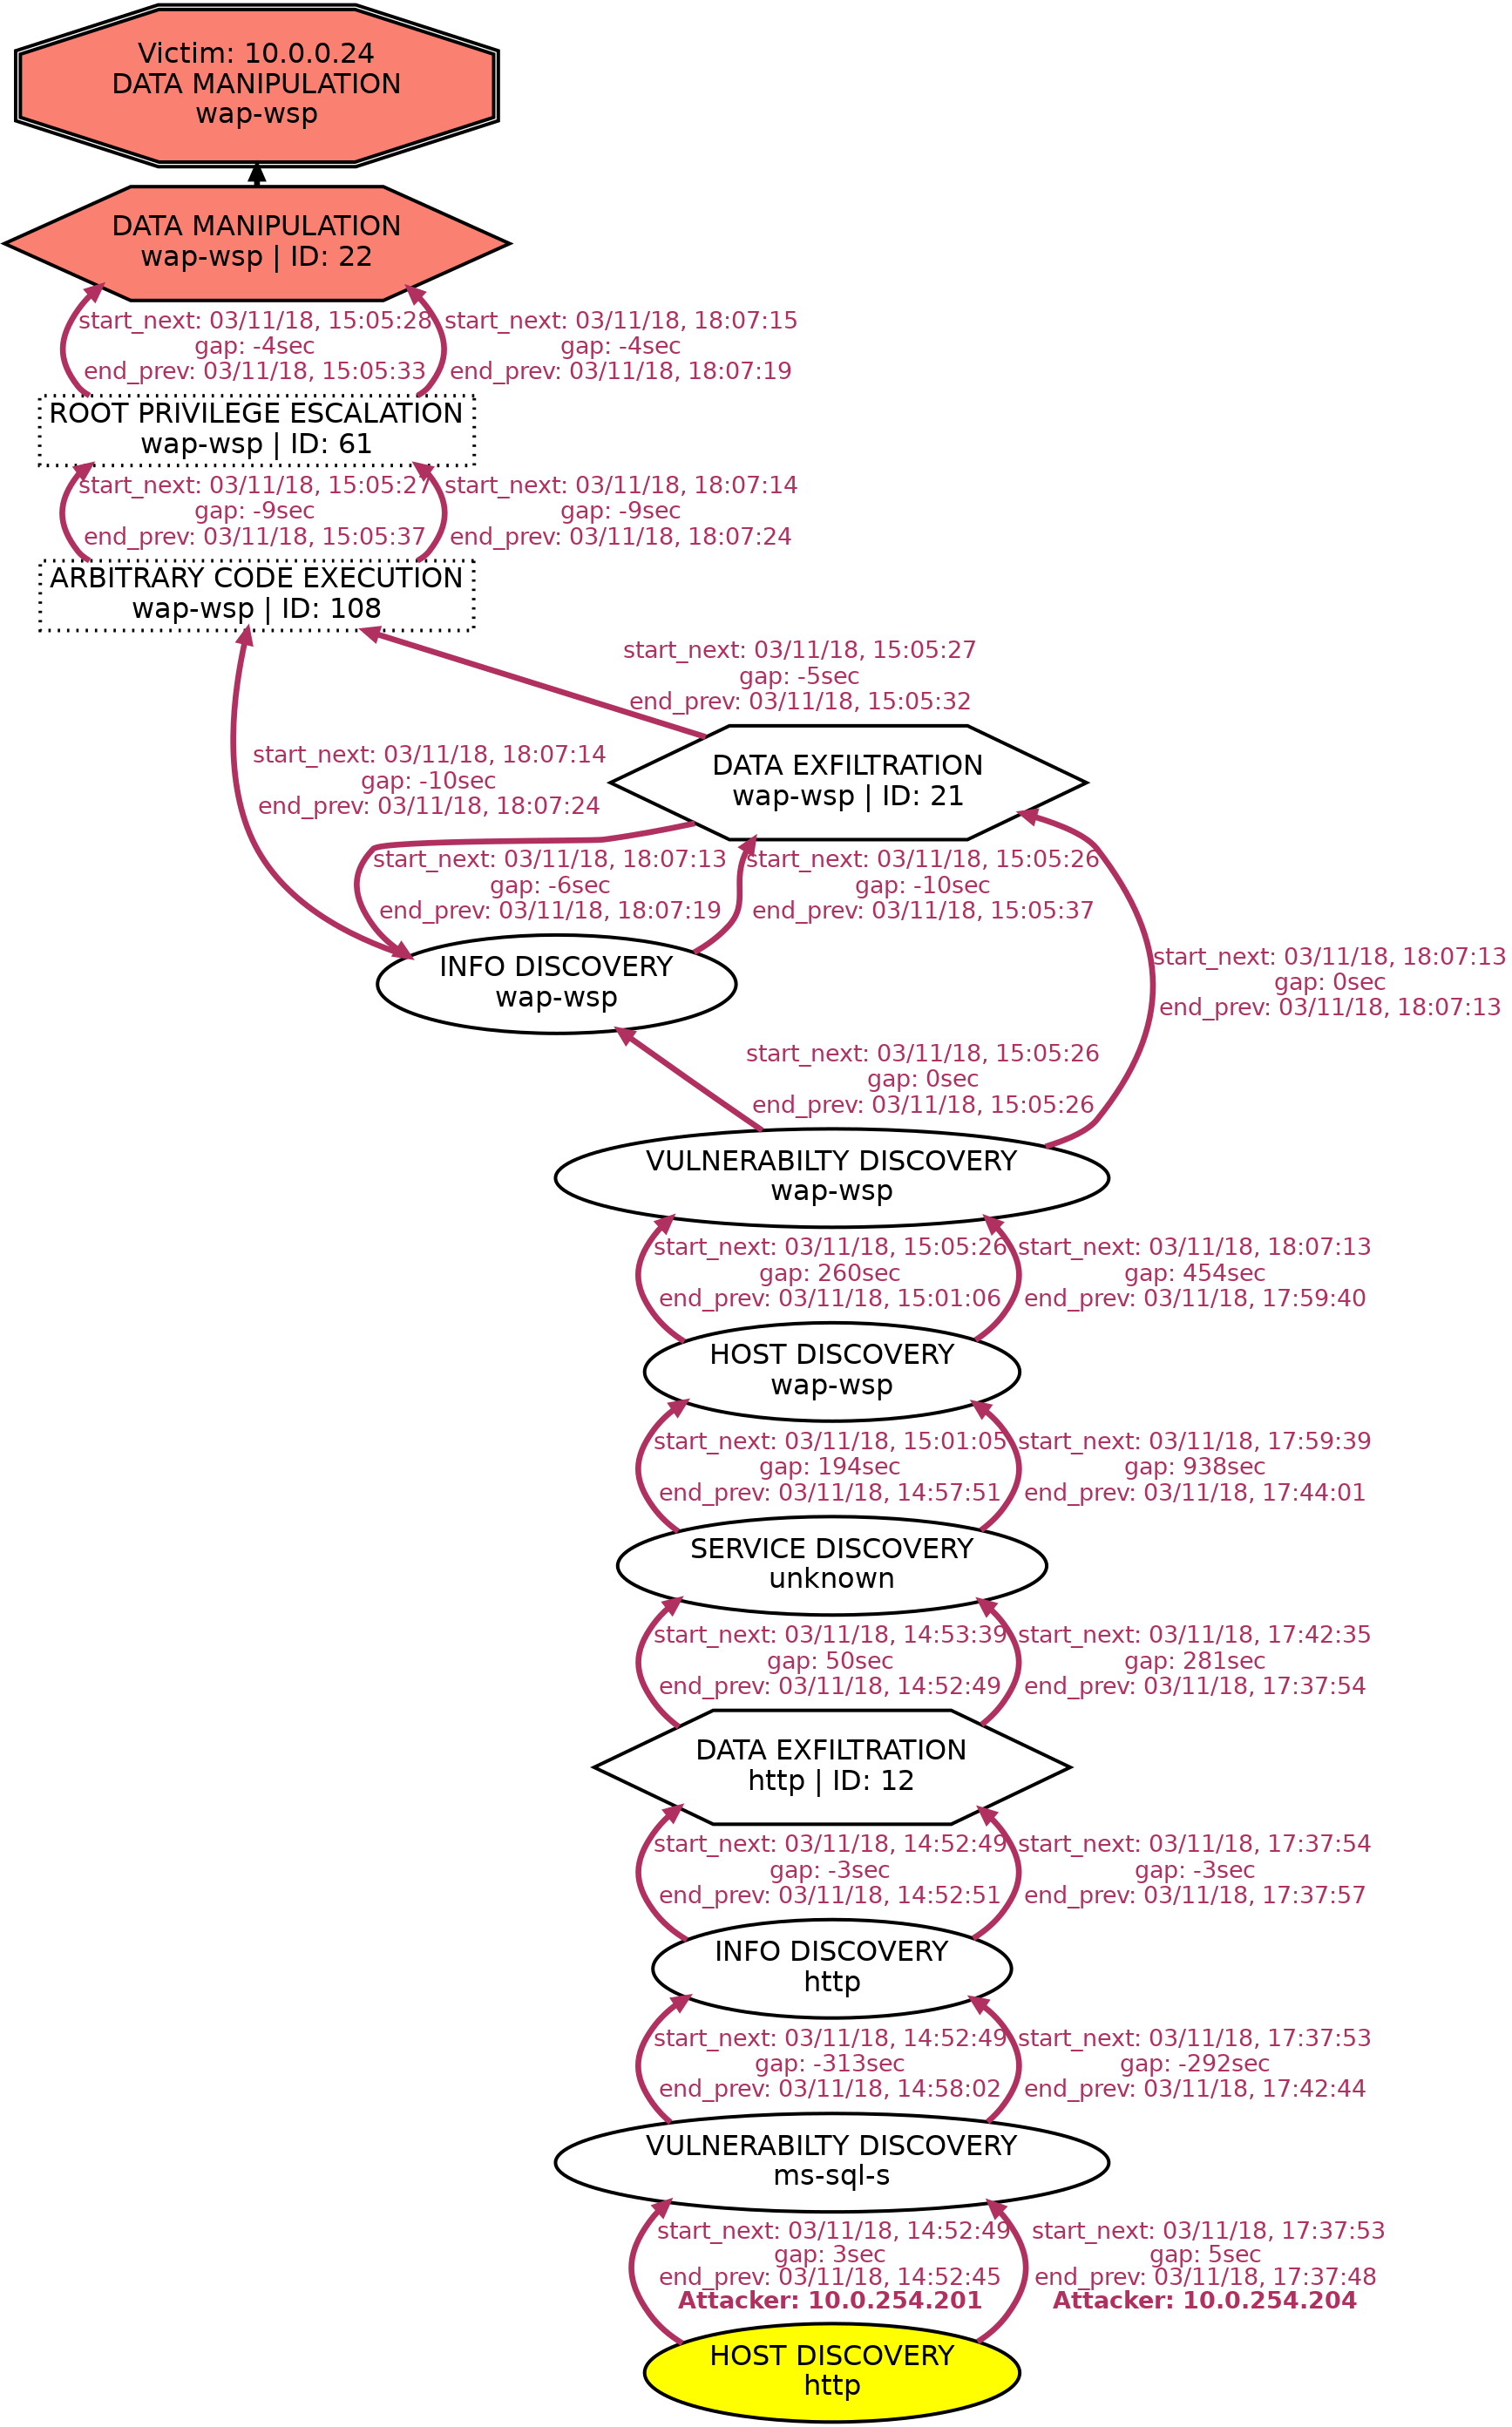 Victim: 10.0.0.24
DATA MANIPULATION
wap-wsp
DATA MANIPULATION
wap-wsp | ID: 22
start_next: 03/11/18, 15:05:28
gap: -4sec
end_prev: 03/11/18, 15:05:33
start_next: 03/11/18, 18:07:15
gap: -4sec
end_prev: 03/11/18, 18:07:19
ROOT PRIVILEGE ESCALATION
wap-wsp | ID: 61
start_next: 03/11/18, 15:05:27
gap: -9sec
end_prev: 03/11/18, 15:05:37
start_next: 03/11/18, 18:07:14
gap: -9sec
end_prev: 03/11/18, 18:07:24
ARBITRARY CODE EXECUTION
wap-wsp | ID: 108
start_next: 03/11/18, 15:05:27
gap: -5sec
end_prev: 03/11/18, 15:05:32
start_next: 03/11/18, 18:07:14
gap: -10sec
end_prev: 03/11/18, 18:07:24
DATA EXFILTRATION
wap-wsp | ID: 21
start_next: 03/11/18, 18:07:13
gap: -6sec
end_prev: 03/11/18, 18:07:19
start_next: 03/11/18, 15:05:26
gap: -10sec
end_prev: 03/11/18, 15:05:37
INFO DISCOVERY
wap-wsp
start_next: 03/11/18, 18:07:13
gap: 0sec
end_prev: 03/11/18, 18:07:13
start_next: 03/11/18, 15:05:26
gap: 0sec
end_prev: 03/11/18, 15:05:26
VULNERABILTY DISCOVERY
wap-wsp
start_next: 03/11/18, 15:05:26
gap: 260sec
end_prev: 03/11/18, 15:01:06
start_next: 03/11/18, 18:07:13
gap: 454sec
end_prev: 03/11/18, 17:59:40
HOST DISCOVERY
wap-wsp
start_next: 03/11/18, 15:01:05
gap: 194sec
end_prev: 03/11/18, 14:57:51
start_next: 03/11/18, 17:59:39
gap: 938sec
end_prev: 03/11/18, 17:44:01
SERVICE DISCOVERY
unknown
start_next: 03/11/18, 14:53:39
gap: 50sec
end_prev: 03/11/18, 14:52:49
start_next: 03/11/18, 17:42:35
gap: 281sec
end_prev: 03/11/18, 17:37:54
DATA EXFILTRATION
http | ID: 12
start_next: 03/11/18, 14:52:49
gap: -3sec
end_prev: 03/11/18, 14:52:51
start_next: 03/11/18, 17:37:54
gap: -3sec
end_prev: 03/11/18, 17:37:57
INFO DISCOVERY
http
start_next: 03/11/18, 14:52:49
gap: -313sec
end_prev: 03/11/18, 14:58:02
start_next: 03/11/18, 17:37:53
gap: -292sec
end_prev: 03/11/18, 17:42:44
VULNERABILTY DISCOVERY
ms-sql-s
start_next: 03/11/18, 14:52:49
gap: 3sec
end_prev: 03/11/18, 14:52:45
Attacker: 10.0.254.201
start_next: 03/11/18, 17:37:53
gap: 5sec
end_prev: 03/11/18, 17:37:48
Attacker: 10.0.254.204
HOST DISCOVERY
http